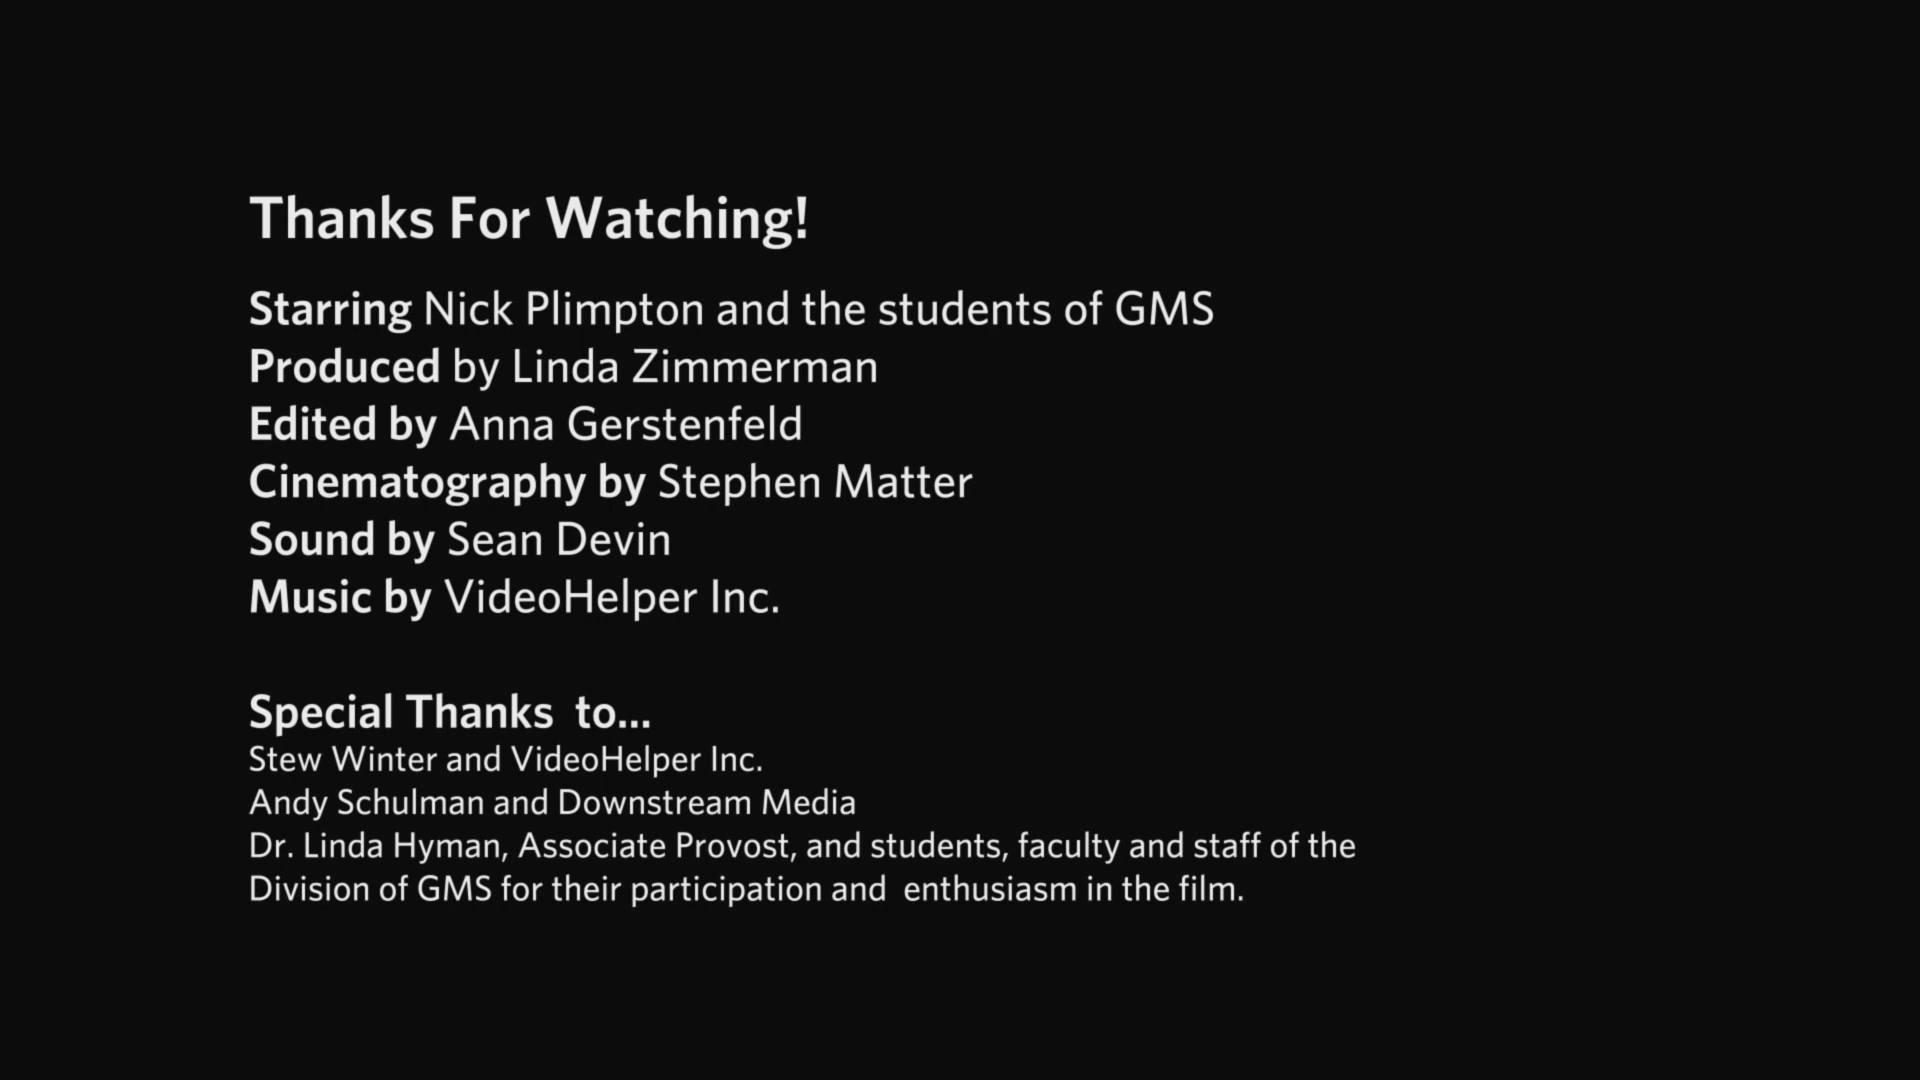 Thanks For Watching!
Starring Nick Plimpton and the students of GMS
Produced by Linda Zimmerman
Edited by Anna Gerstenfeld
Cinematography by Stephen Matter
Sound by Sean Devin
Music by VideoHelper Inc.
Special Thanks  to...
Stew Winter and VideoHelper Inc.
Andy Schulman and Downstream Media
Dr. Linda Hyman, Associate Provost, and students, faculty and staff of the
Division of GMS for their participation and  enthusiasm in the film.